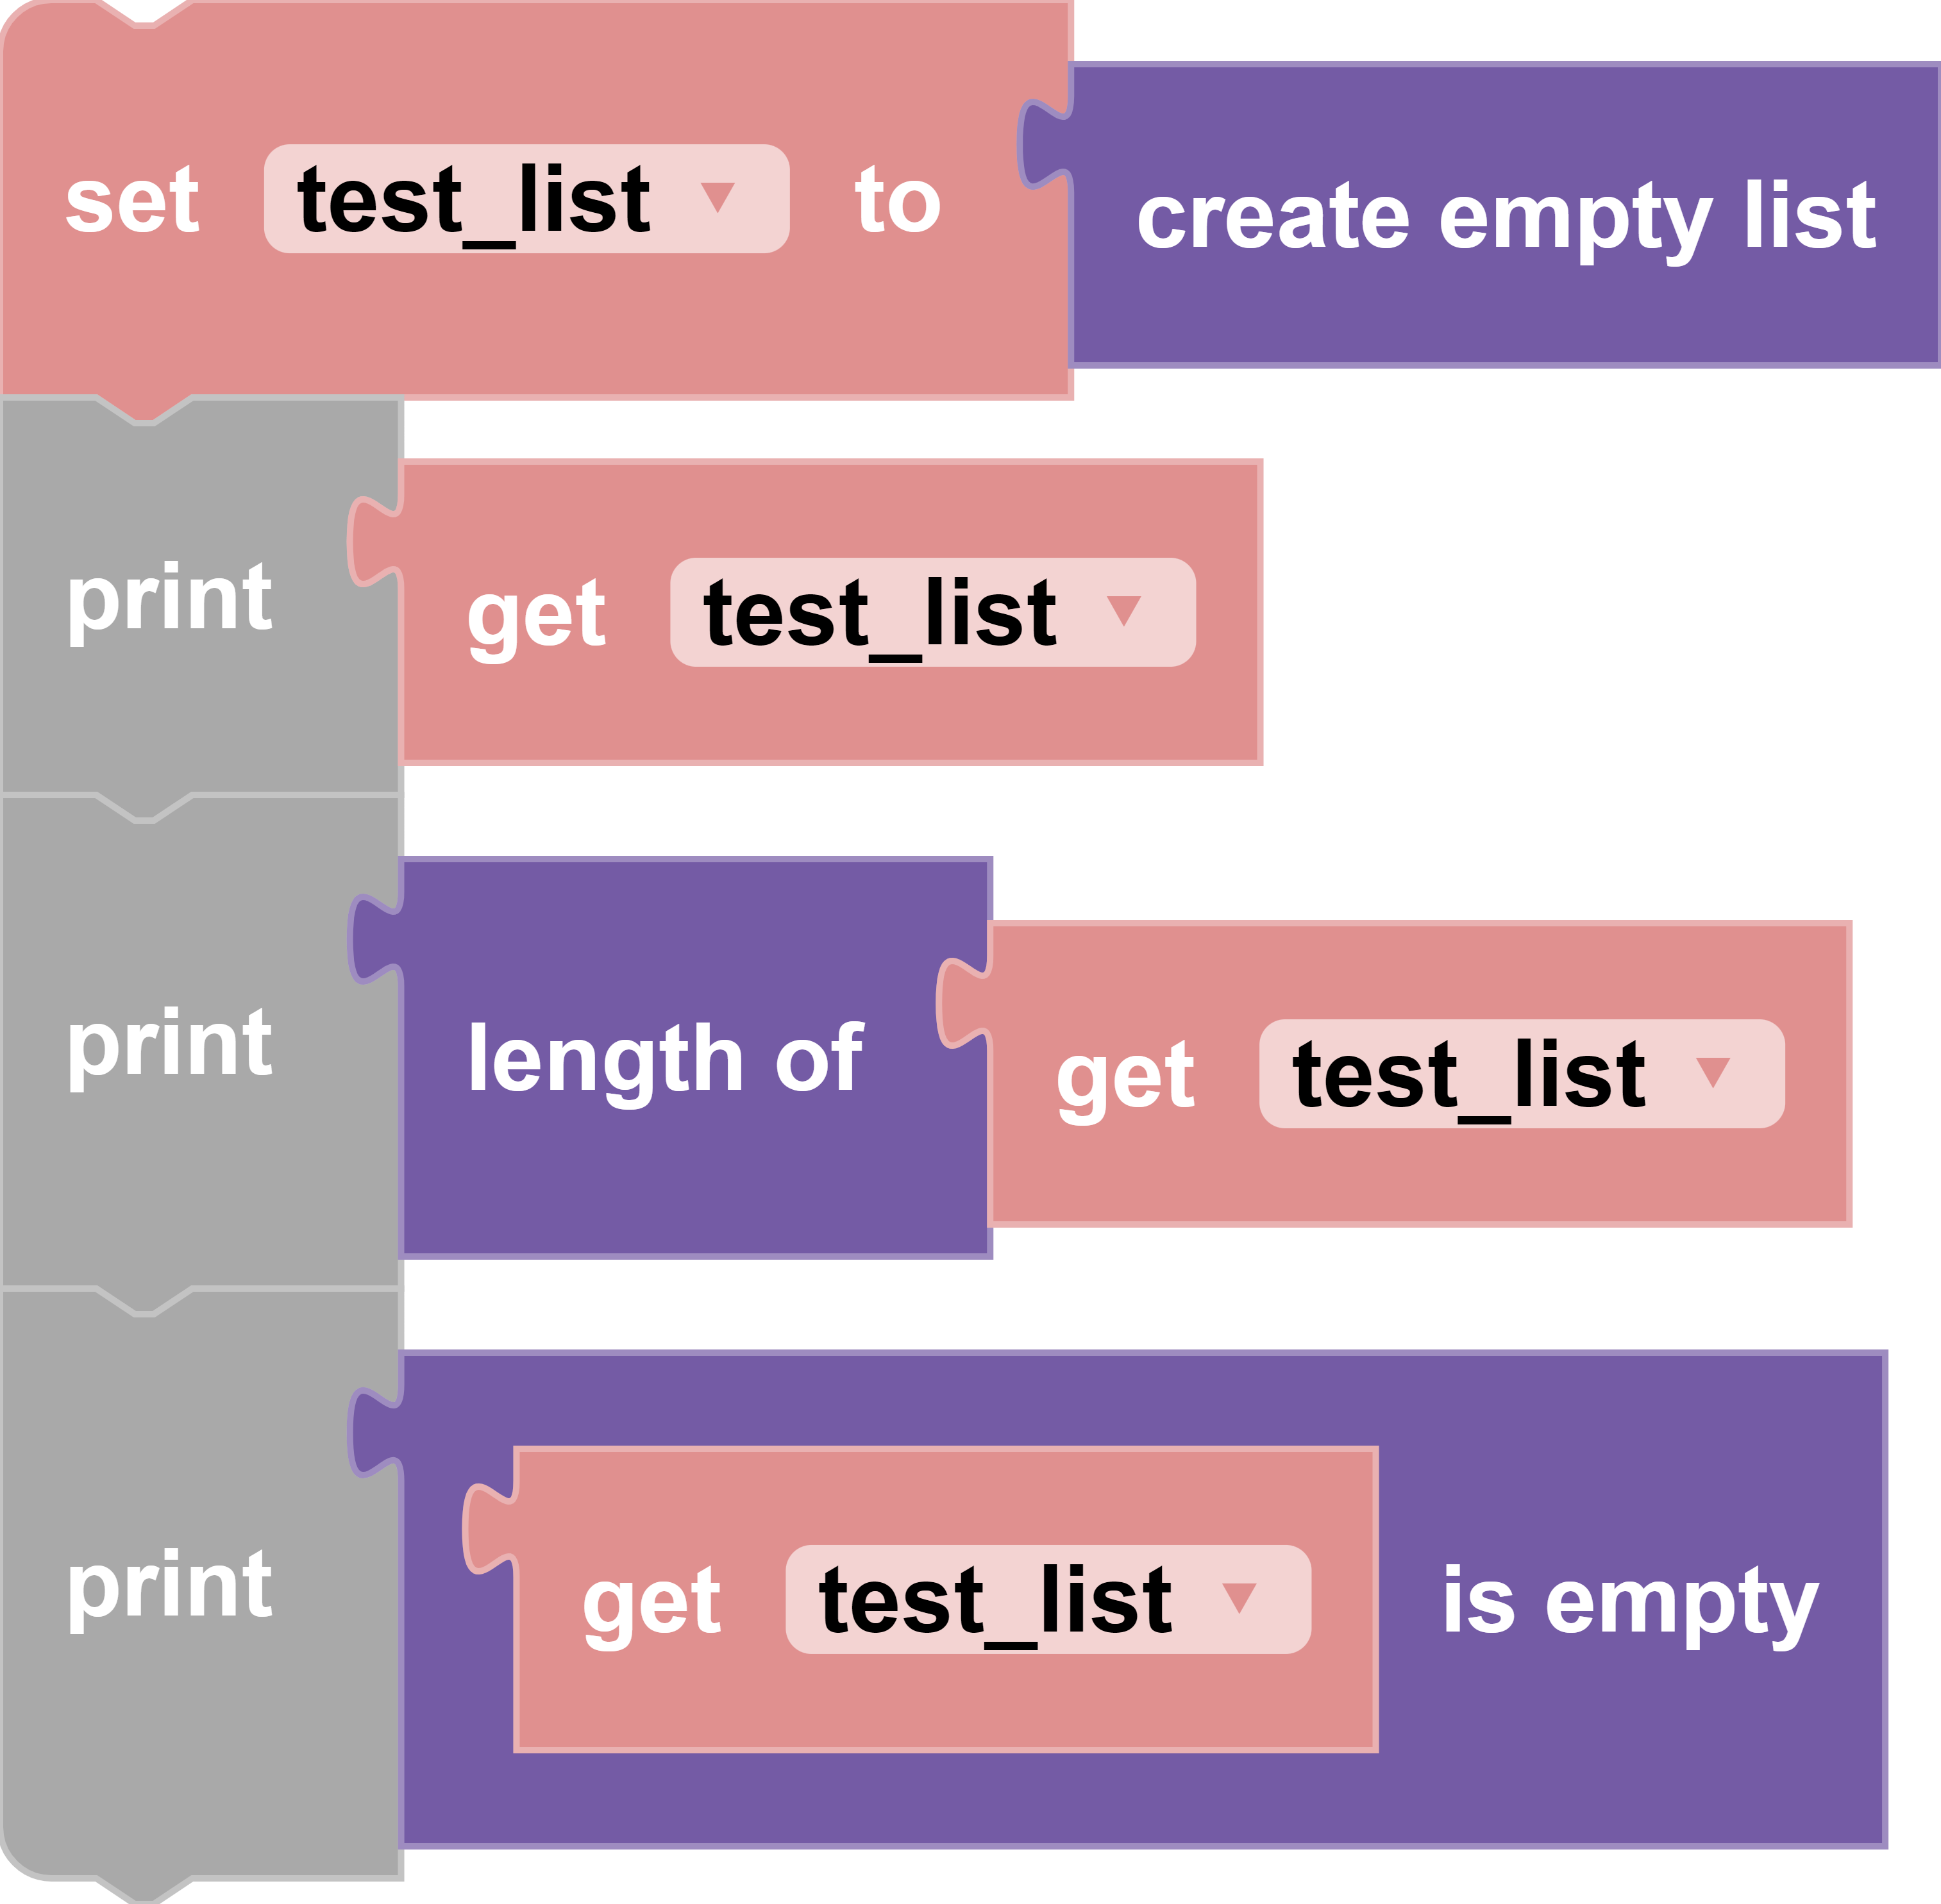 set test_list to create empty list
print get test_list
print length of get test_list
print get test_list is empty